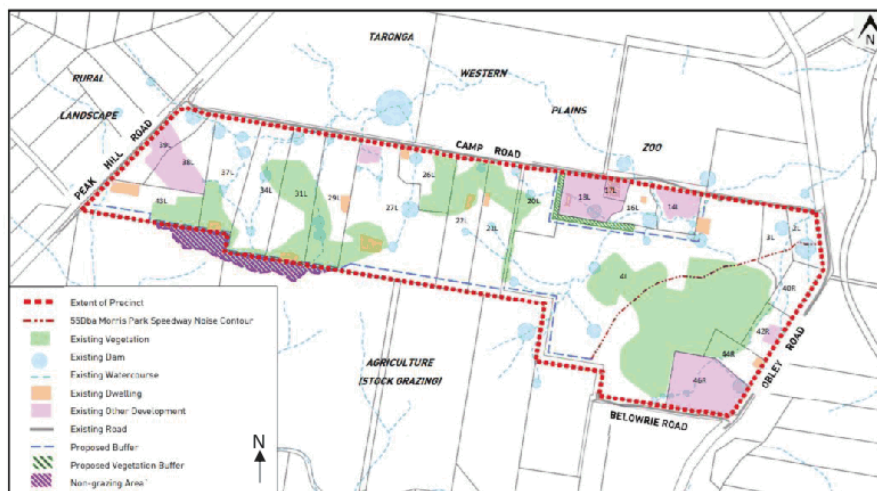 TARONGA
N
RURAL
WESTERN
LANDSCAPE
PLAINS
PEAK HILL ROAD
CAMP ROAD
ZOO
38L
37L
34L
31L
29L
27L
26L
20L
18L
17L
16L
14L
3L
2L
4L
40R
42R
44R
46R
OBLEY ROAD
BELOWRIE ROAD
AGRICULTURE
(STOCK GRAZING)
Extent of Precinct
55Dba Morris Park Speedway Noise Contour
Existing Vegetation
Existing Dam
Existing Watercourse
Existing Dwelling
Existing Other Development
Existing Road
Proposed Buffer
Proposed Vegetation Buffer
Non-grazing Area
N